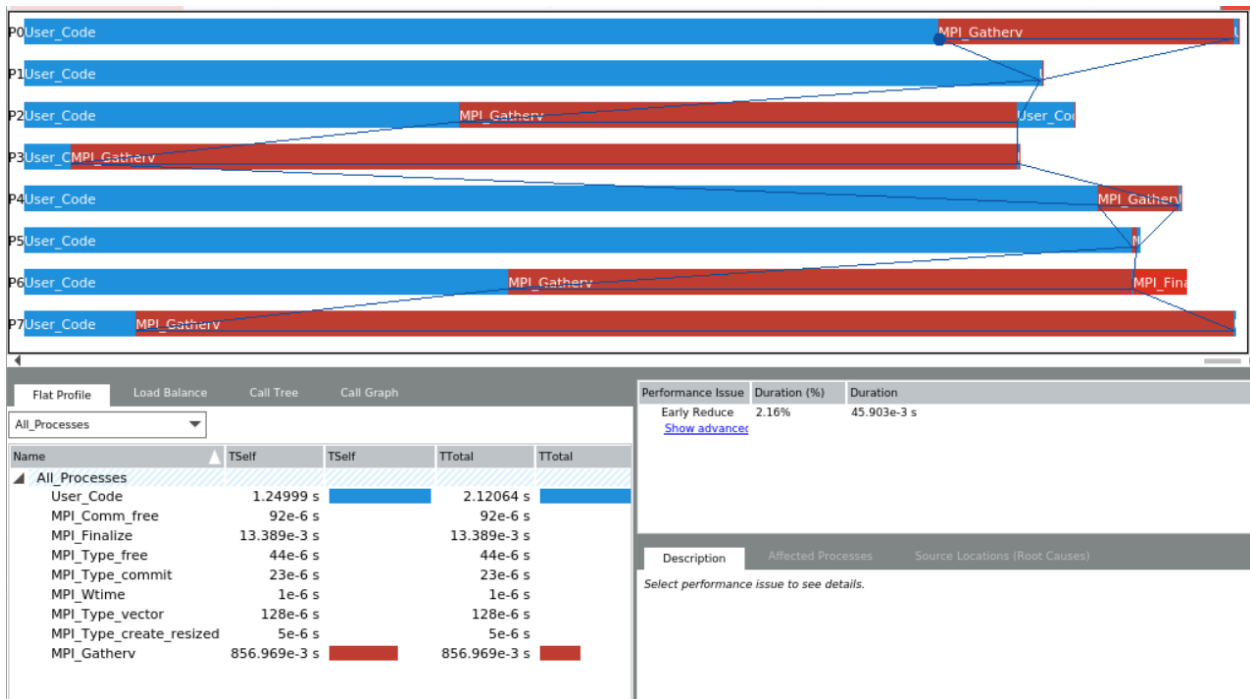 P0 User_Code MPI_Gatherv
P1 User_Code
P2 User_Code MPI_Gatherv User_Co
P3 User_C MPI_Gatherv
P4 User_Code MPI_Gatherv
P5 User_Code
P6 User_Code MPI_Gatherv MPI_Fina
P7 User_Code MPI_Gatherv
Flat Profile Load Balance Call Tree Call Graph
All_Processes
Name TSelf TSelf TTotal TTotal
All_Processes
User_Code 1.24999 s 2.12064 s
MPI_Comm_free 92e-6 s 92e-6 s
MPI_Finalize 13.389e-3 s 13.389e-3 s
MPI_Type_free 44e-6 s 44e-6 s
MPI_Type_commit 23e-6 s 23e-6 s
MPI_Wtime 1e-6 s 1e-6 s
MPI_Type_vector 128e-6 s 128e-6 s
MPI_Type_create_resized 5e-6 s 5e-6 s
MPI_Gatherv 856.969e-3 s 856.969e-3 s
Performance Issue Duration (%) Duration
Early Reduce 2.16% 45.903e-3 s
Show advanced
Description Affected Processes Source Locations (Root Causes)
Select performance issue to see details.